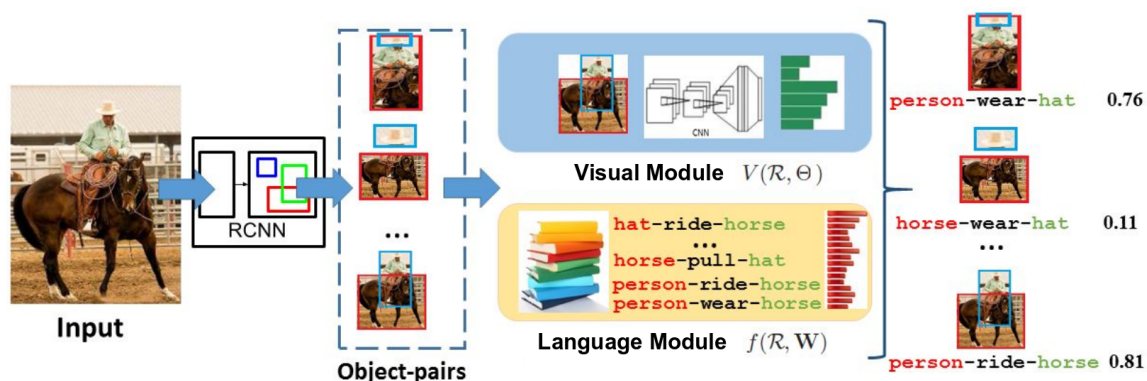 Input
RCNN
...
Object-pairs
CNN
Visual Module V(R, Θ)
hat-ride-horse
...
horse-pull-hat
person-ride-horse
person-wear-horse
Language Module f(R, W)
person-wear-hat 0.76
horse-wear-hat 0.11
...
person-ride-horse 0.81